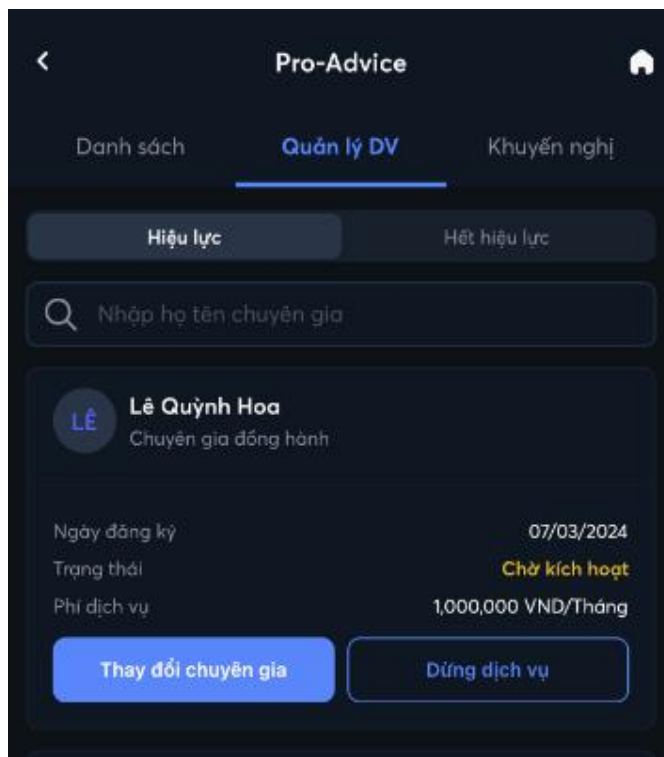 Pro-Advice
Danh sách Quản lý DV Khuyến nghị
Hiệu lực Hết hiệu lực
Nhập họ tên chuyên gia
LÊ
Lê Quỳnh Hoa
Chuyên gia đồng hành
Ngày đăng ký 07/03/2024
Trạng thái Chờ kích hoạt
Phí dịch vụ 1,000,000 VND/Tháng
Thay đổi chuyên gia Dừng dịch vụ